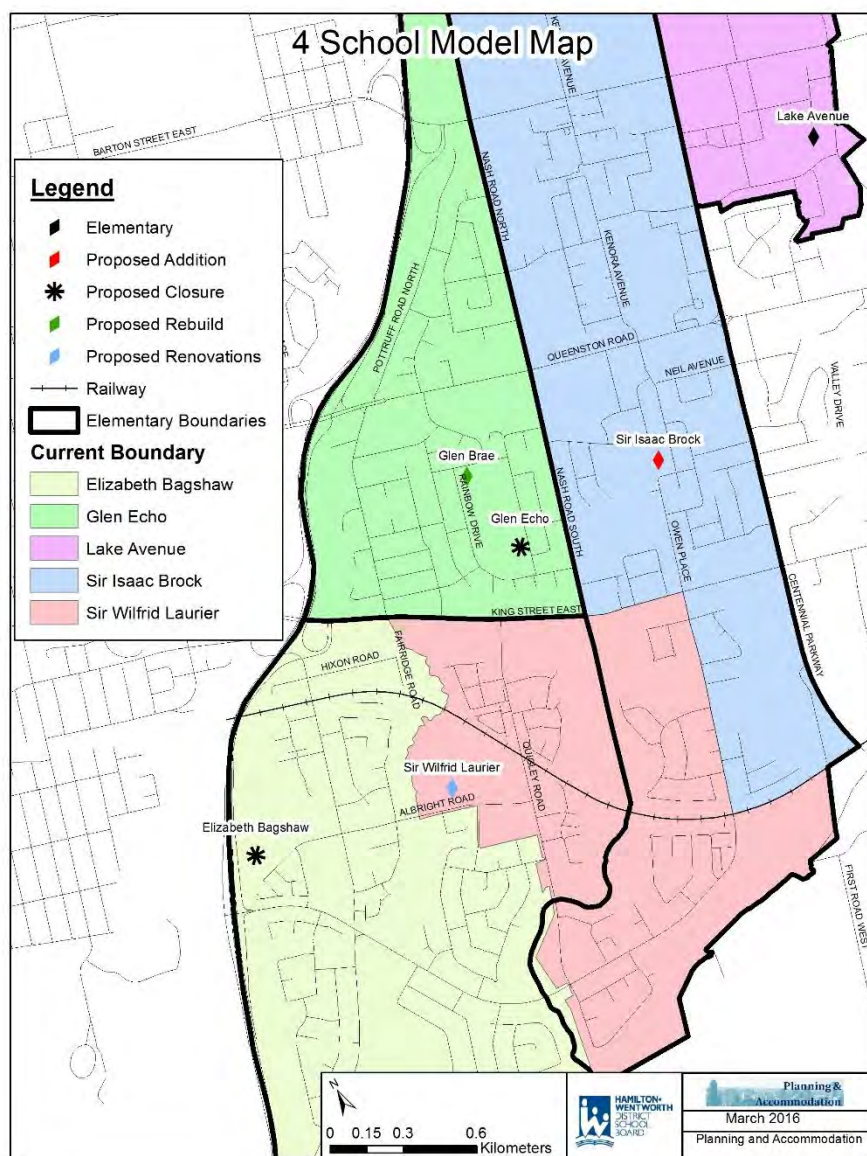 4 School Model Map
BARTON STREET EAST
NASH ROAD NORTH
AVENUE
Lake Avenue
Legend
Elementary
Proposed Addition
Proposed Closure
Proposed Rebuild
Proposed Renovations
Railway
Elementary Boundaries
Current Boundary
Elizabeth Bagshaw
Glen Echo
Lake Avenue
Sir Isaac Brock
Sir Wilfrid Laurier
POTTRUFF ROAD NORTH
KENORA AVENUE
QUEENSTON ROAD
NEIL AVENUE
VALLEY DRIVE
Sir Isaac Brock
Glen Brae
RAINBOW DRIVE
Glen Echo
NASH ROAD SOUTH
OWEN PLACE
CENTENNIAL PARKWAY
KING STREET EAST
HIXON ROAD
FAIRRIDGE ROAD
QUIGLEY ROAD
Sir Wilfrid Laurier
ALBRIGHT ROAD
Elizabeth Bagshaw
FIRST ROAD WEST
N
0 0.15 0.3 0.6
Kilometers
HAMILTON-
WENTWORTH
DISTRICT
SCHOOL
BOARD
Planning &
Accommodation
March 2016
Planning and Accommodation